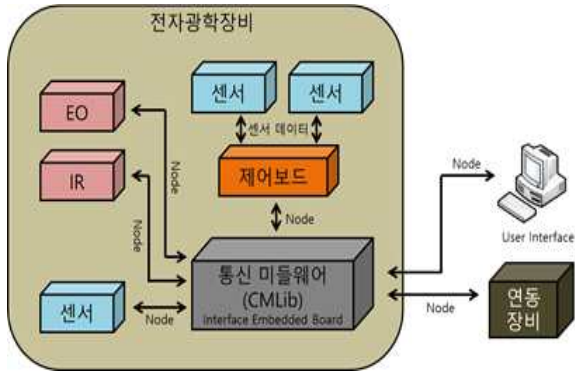 전자광학장비
센서
센서
EO
센서 데이터
IR
제어보드
Node
Node
Node
Node
User Interface
통신 미들웨어
(CMLib)
Interface Embedded Board
센서
Node
Node
연동
장비